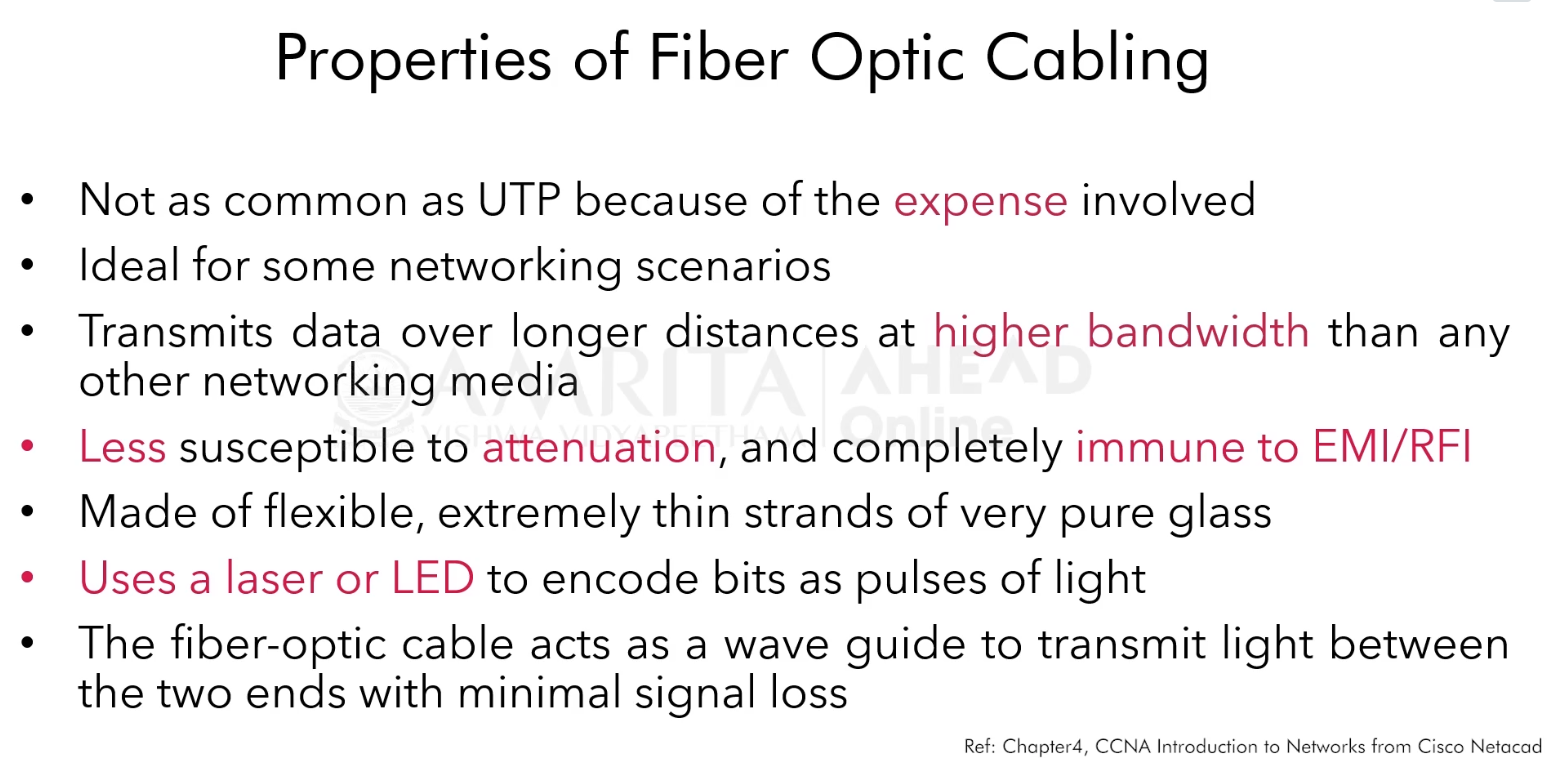 Properties of Fiber Optic Cabling
• Not as common as UTP because of the expense involved
• Ideal for some networking scenarios
• Transmits data over longer distances at higher bandwidth than any
other networking media
• Less susceptible to attenuation, and completely immune to EMI/RFI
• Made of flexible, extremely thin strands of very pure glass
• Uses a laser or LED to encode bits as pulses of light
• The fiber-optic cable acts as a wave guide to transmit light between
the two ends with minimal signal loss
AMRITA
VISHWA VIDYAPEETHAM
AHEAD
Online
Ref: Chapter4, CCNA Introduction to Networks from Cisco Netacad